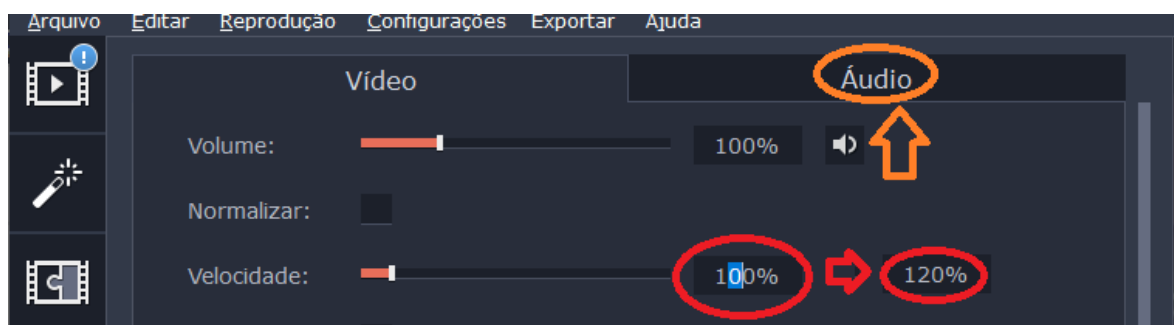 Arquivo Editar Reprodução Configurações Exportar Ajuda
Vídeo Áudio
Volume: 100%
Normalizar:
Velocidade: 100% 120%